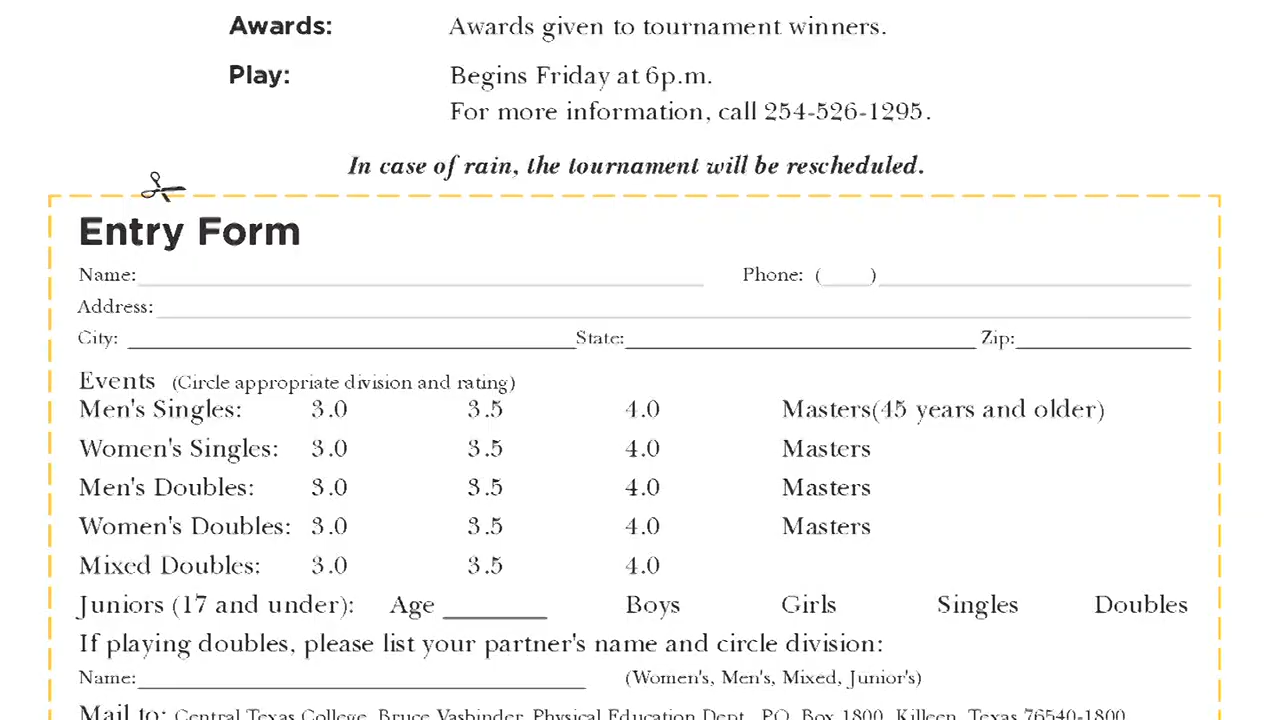 Awards: Awards given to tournament winners.
Play: Begins Friday at 6p.m.
For more information, call 254-526-1295.
In case of rain, the tournament will be rescheduled.
Entry Form
Name: Phone: ( )
Address:
City: State: Zip:
Events (Circle appropriate division and rating)
Men's Singles: 3.0 3.5 4.0 Masters(45 years and older)
Women's Singles: 3.0 3.5 4.0 Masters
Men's Doubles: 3.0 3.5 4.0 Masters
Women's Doubles: 3.0 3.5 4.0 Masters
Mixed Doubles: 3.0 3.5 4.0
Juniors (17 and under): Age Boys Girls Singles Doubles
If playing doubles, please list your partner's name and circle division:
Name: (Women's, Men's, Mixed, Junior's)
Mail to: Central Texas College, Bruce Vasbinder, Physical Education Dept., P.O. Box 1800, Killeen, Texas 76540-1800